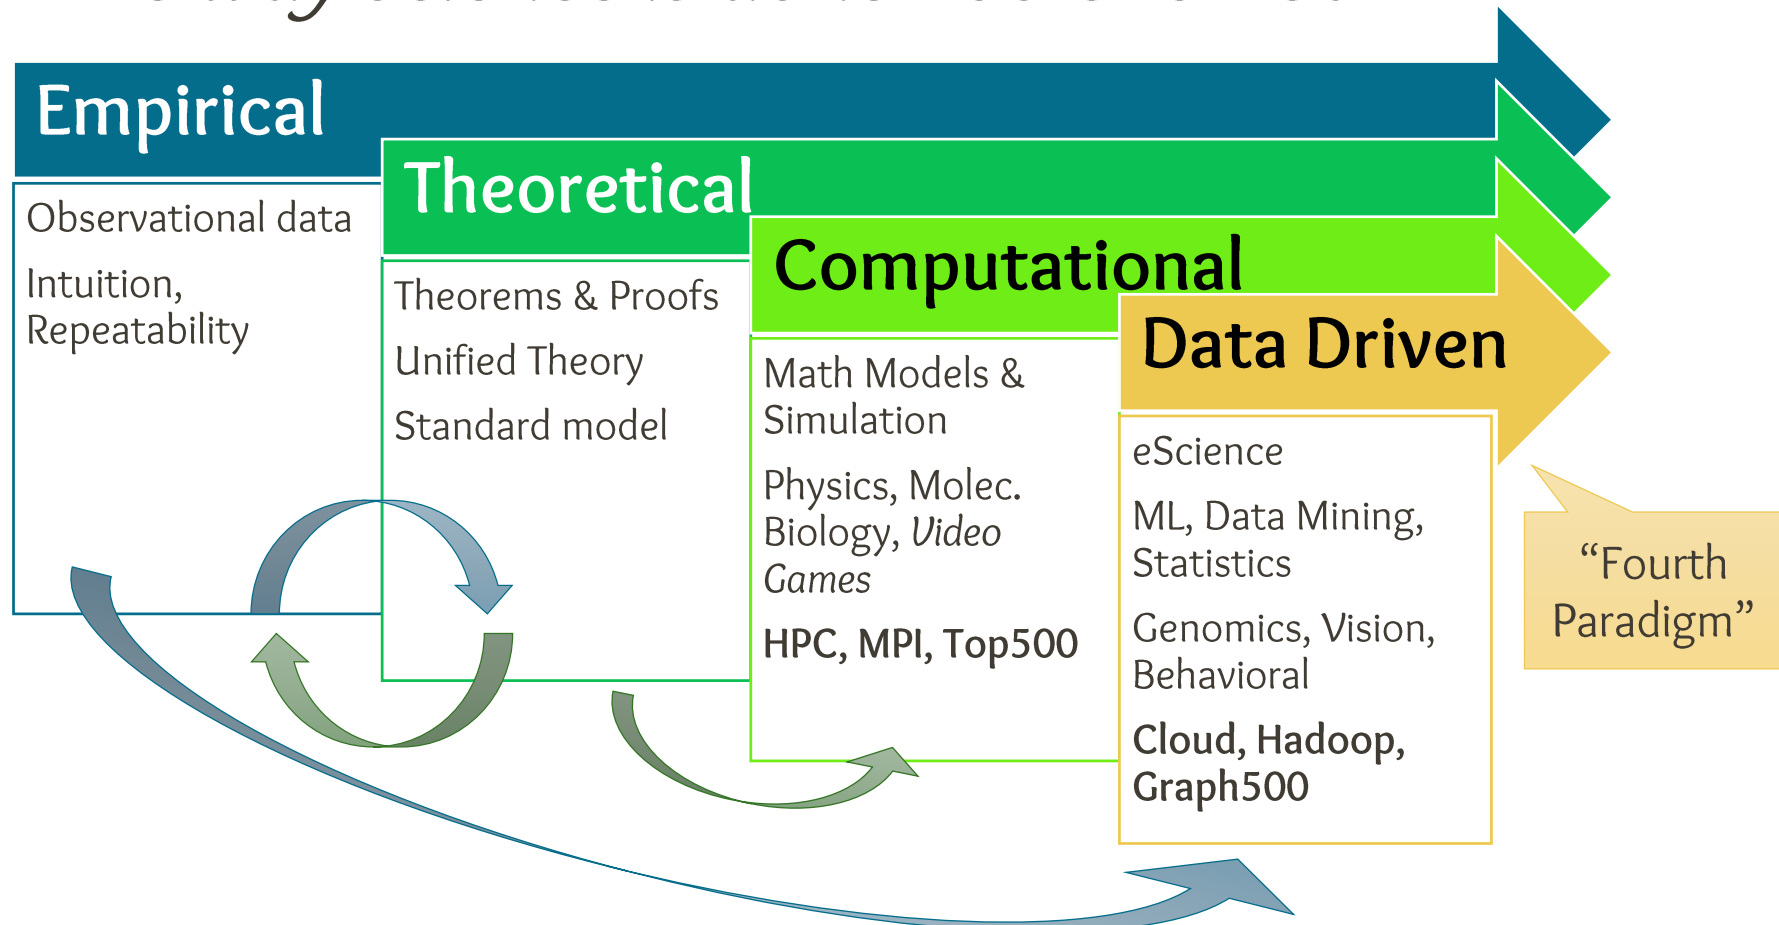 Empirical
Observational data
Intuition,
Repeatability
Theoretical
Theorems & Proofs
Unified Theory
Standard model
Computational
Math Models &
Simulation
Physics, Molec.
Biology, Video
Games
HPC, MPI, Top500
Data Driven
eScience
ML, Data Mining,
Statistics
Genomics, Vision,
Behavioral
Cloud, Hadoop,
Graph500
“Fourth
Paradigm”